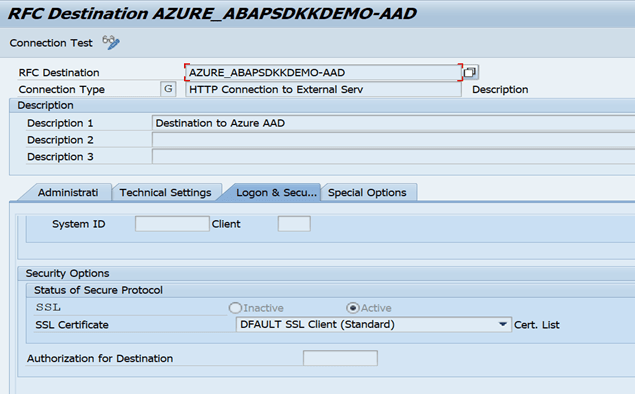 RFC Destination AZURE_ABAPSDKKDEMO-AAD
Connection Test
RFC Destination AZURE_ABAPSDKKDEMO-AAD
Connection Type G HTTP Connection to External Serv Description
Description
Description 1 Destination to Azure AAD
Description 2
Description 3
Administrati Technical Settings Logon & Secu... Special Options
System ID Client
Security Options
Status of Secure Protocol
SSL Inactive Active
SSL Certificate DFAULT SSL Client (Standard) Cert. List
Authorization for Destination